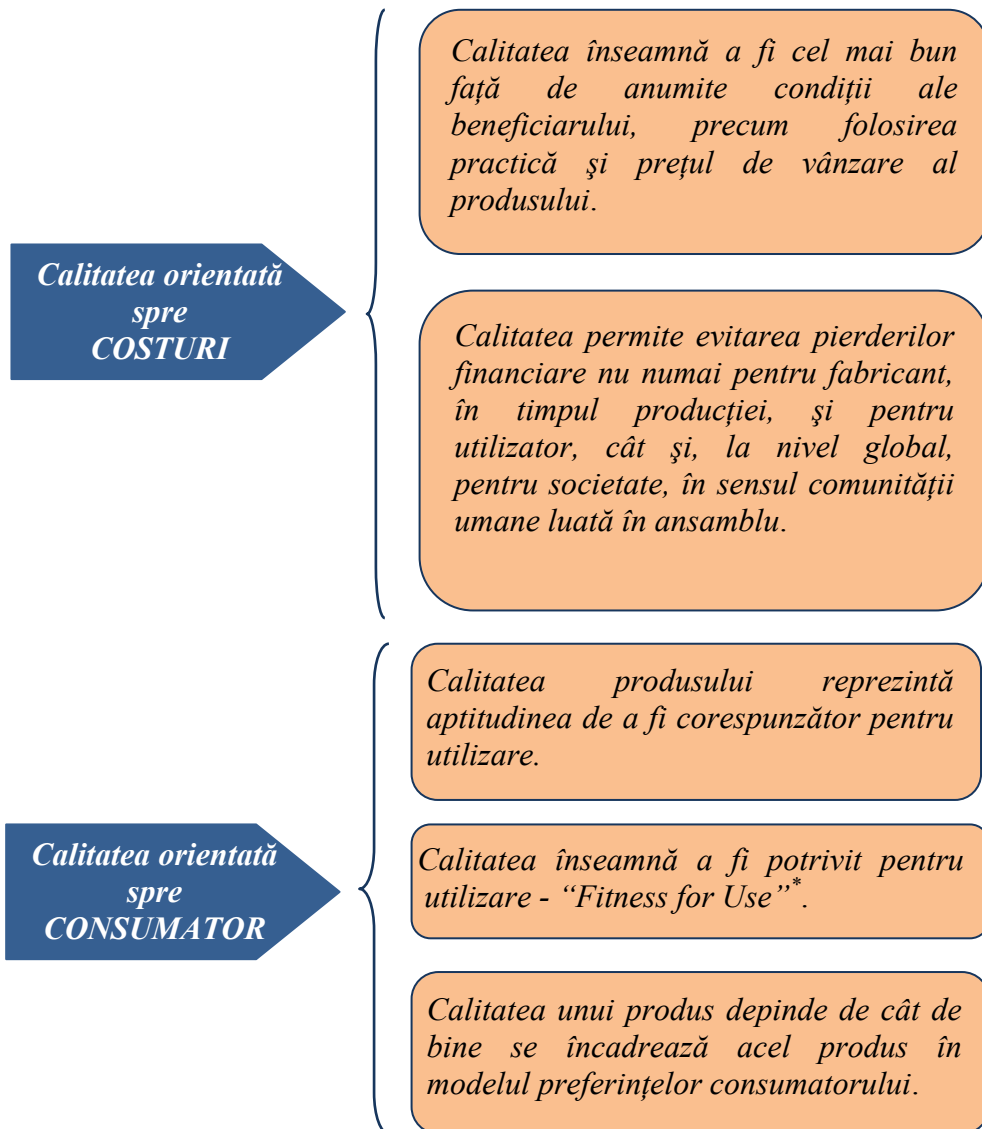 Calitatea înseamnă a fi cel mai bun
față de anumite condiții ale
beneficiarului, precum folosirea
practică şi prețul de vânzare al
produsului.
Calitatea orientată
spre
COSTURI
Calitatea permite evitarea pierderilor
financiare nu numai pentru fabricant,
în timpul producției, şi pentru
utilizator, cât şi, la nivel global,
pentru societate, în sensul comunității
umane luată în ansamblu.
Calitatea produsului reprezintă
aptitudinea de a fi corespunzător pentru
utilizare.
Calitatea orientată
spre
CONSUMATOR
Calitatea înseamnă a fi potrivit pentru
utilizare - “Fitness for Use”*.
Calitatea unui produs depinde de cât de
bine se încadrează acel produs în
modelul preferințelor consumatorului.